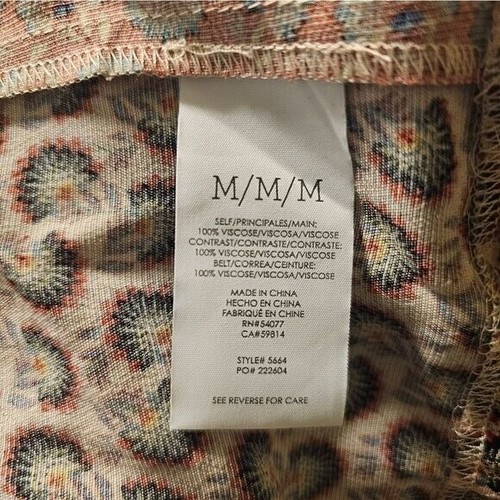 M/M/M
SELF/PRINCIPALES/MAIN:
100% VISCOSE/VISCOSA/VISCOSE
CONTRAST/CONTRASTE/CONTRASTE:
100% VISCOSE/VISCOSA/VISCOSE
BELT/CORREA/CEINTURE:
100% VISCOSE/VISCOSA/VISCOSE
MADE IN CHINA
HECHO EN CHINA
FABRIQUÉ EN CHINE
RN#54077
CA#59814
STYLE# 5664
PO# 222604
SEE REVERSE FOR CARE